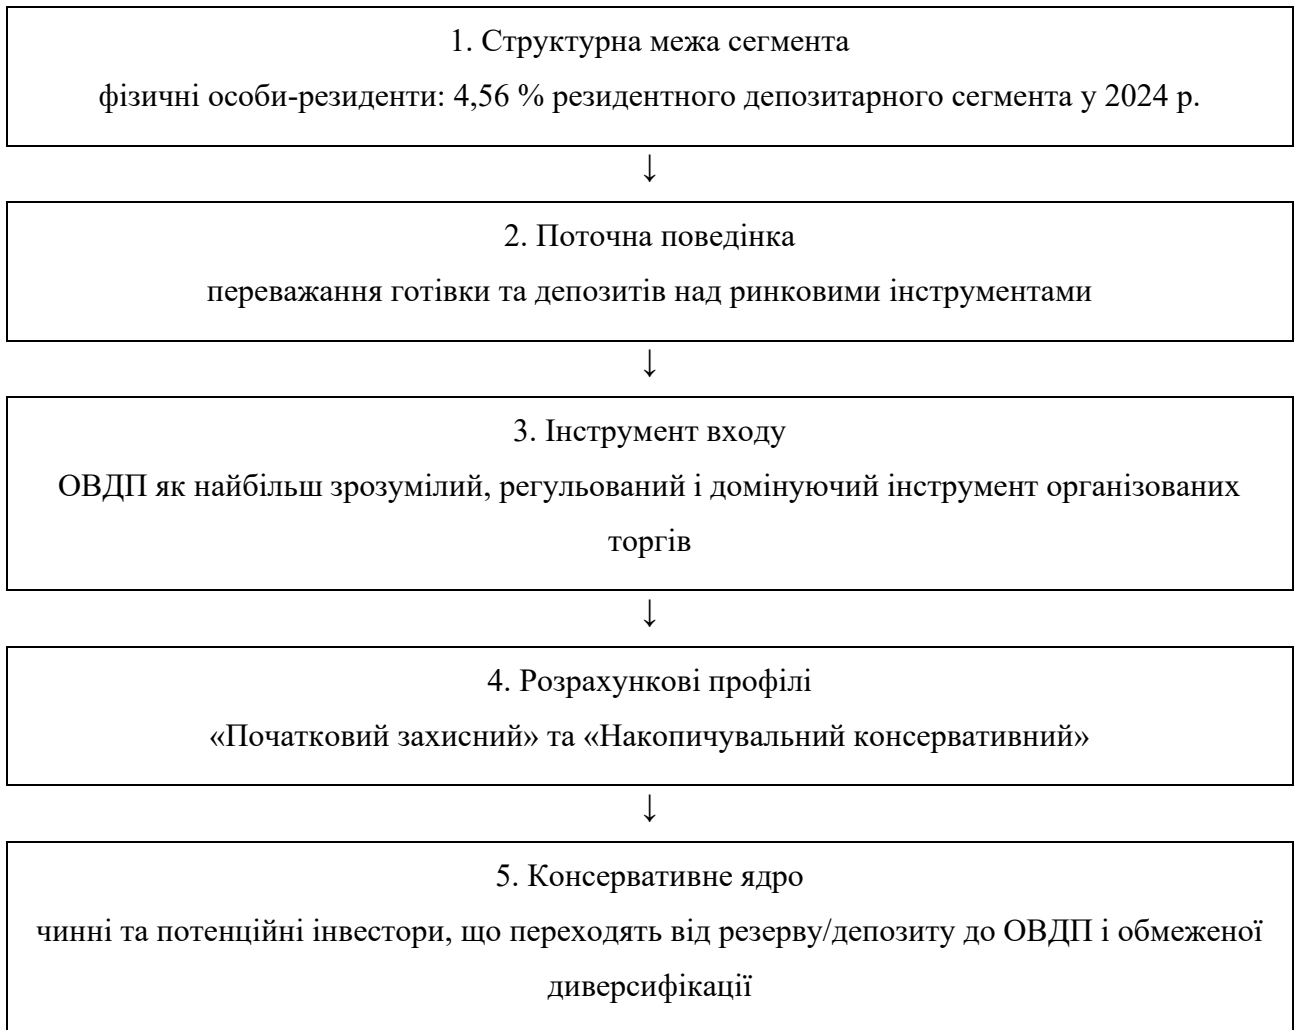 1. Структурна межа сегмента
фізичні особи-резиденти: 4,56 % резидентного депозитарного сегмента у 2024 р.
↓
2. Поточна поведінка
переважання готівки та депозитів над ринковими інструментами
↓
3. Інструмент входу
ОВДП як найбільш зрозумілий, регульований і домінуючий інструмент організованих
торгів
↓
4. Розрахункові профілі
«Початковий захисний» та «Накопичувальний консервативний»
↓
5. Консервативне ядро
чинні та потенційні інвестори, що переходять від резерву/депозиту до ОВДП і обмеженої
диверсифікації